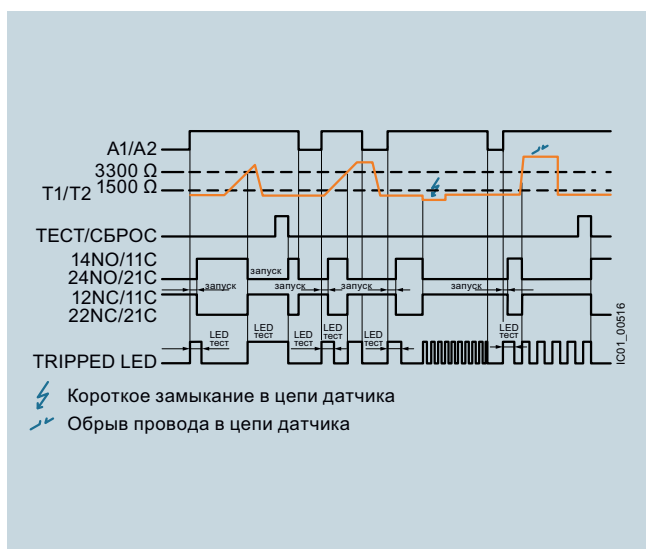 A1/A2
3300 Ω
T1/T2 1500 Ω
ТЕСТ/СБРОС
14NO/11C
запуск
24NO/21C
запуск запуск запуск запуск
12NC/11C
22NC/21C
LED тест
LED тест
LED тест
LED тест
LED тест
LED тест
TRIPPED LED
IC01_00516
Короткое замыкание в цепи датчика
Обрыв провода в цепи датчика